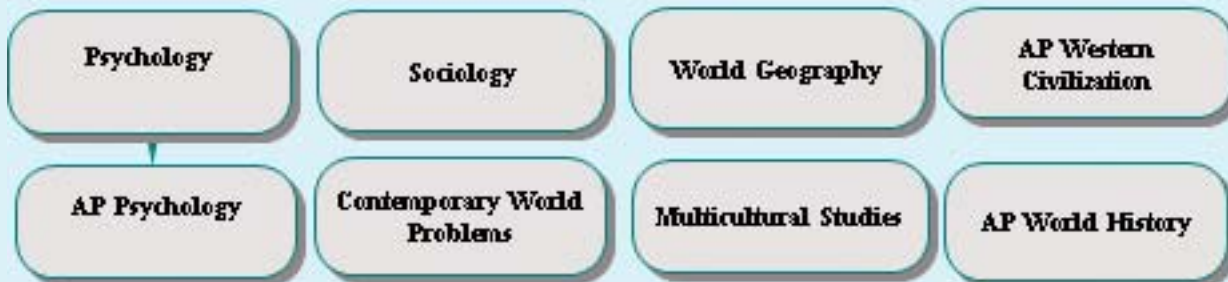 Psychology
Sociology
World Geography
AP Western
Civilization
AP Psychology
Contemporary World
Problems
Multicultural Studies
AP World History